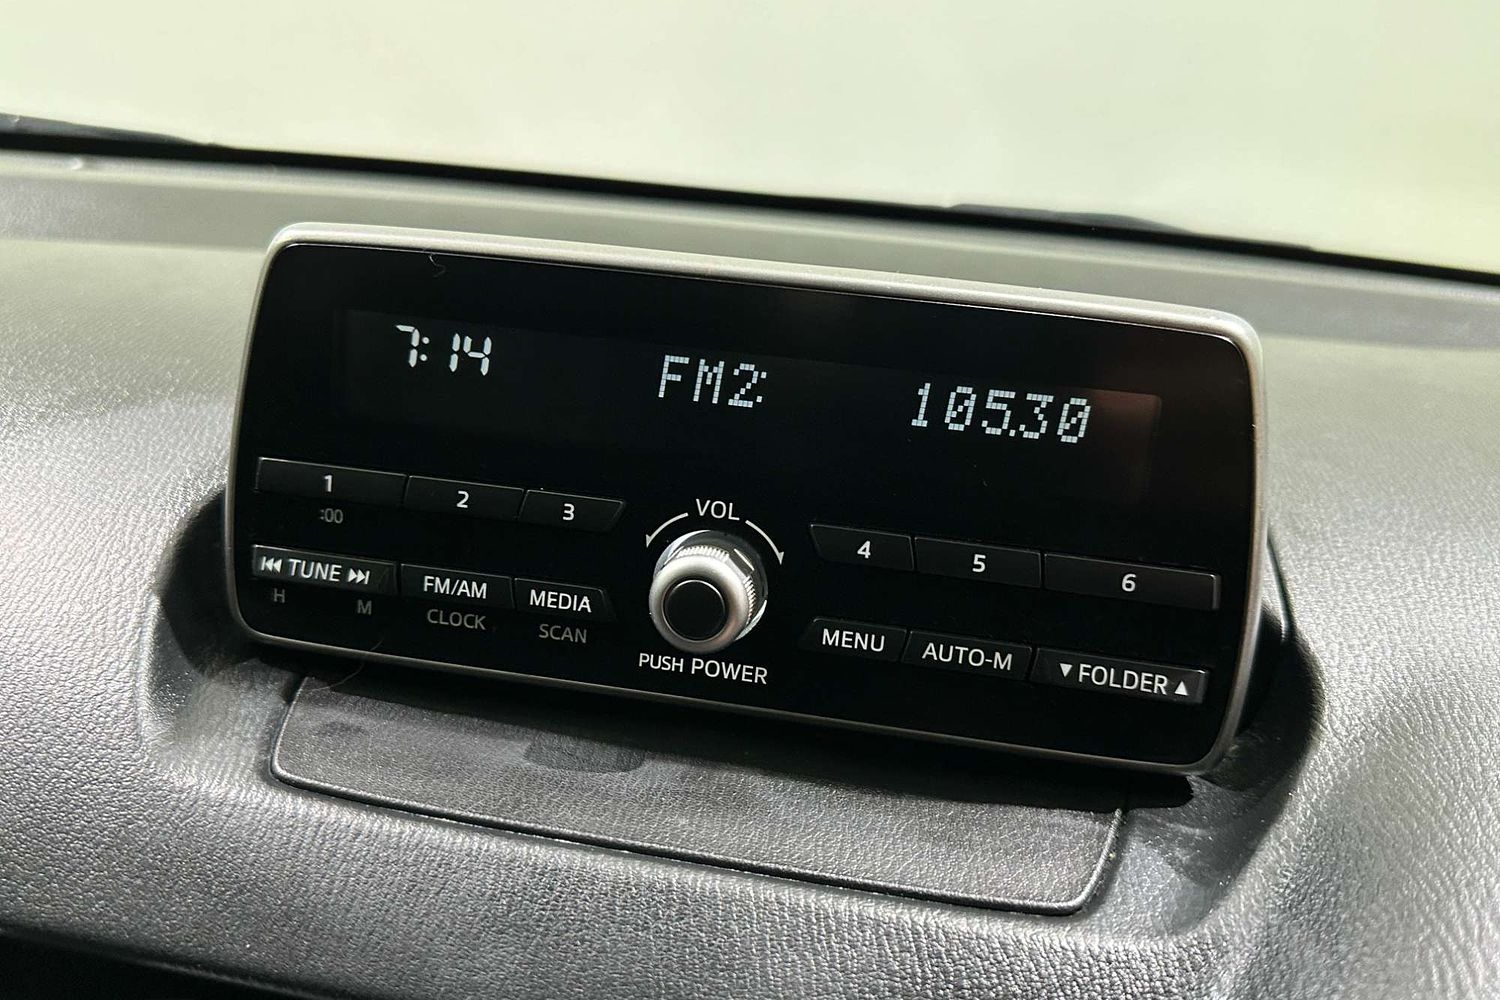 7:14 FM2: 105.30
1 2 3 VOL 4 5 6
:00
⏮ TUNE ⏭ FM/AM MEDIA MENU AUTO-M ▼FOLDER▲
H M CLOCK SCAN
PUSH POWER